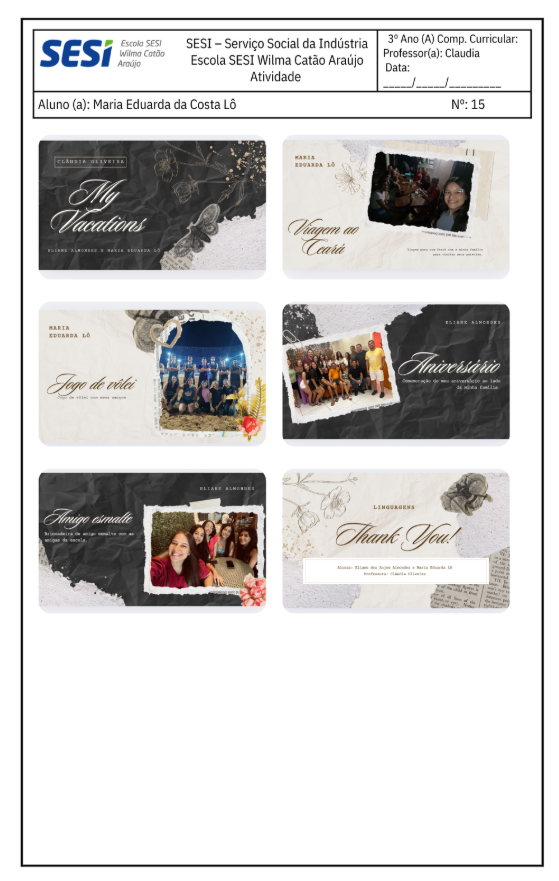 SESI
Escola SESI
Wilma Catão
Araújo
SESI – Serviço Social da Indústria
Escola SESI Wilma Catão Araújo
Atividade
3º Ano (A) Comp. Curricular:
Professor(a): Claudia
Data:
_____/_____/_________
Aluno (a): Maria Eduarda da Costa Lô
Nº: 15
CLÁUDIA OLIVEIRA
My
Vacations
ELIANE ALMONDES E MARIA EDUARDA LÔ
MARIA
EDUARDA LÔ
Viagem ao
Ceará
Viagem para com a minha família
para visitar meus parentes.
MARIA
EDUARDA LÔ
Jogo de vôlei
Jogo de vôlei com meus amigos
ELIANE ALMONDES
Aniversário
Comemoração do meu aniversário ao lado
da minha família.
ELIANE ALMONDES
Amigo esmalte
Brincadeira de amigo esmalte com as
amigas da escola.
LINGUAGENS
Thank You!
Alunas: Eliane dos Anjos Almondes e Maria Eduarda Lô
Professora: Cláudia Oliveira